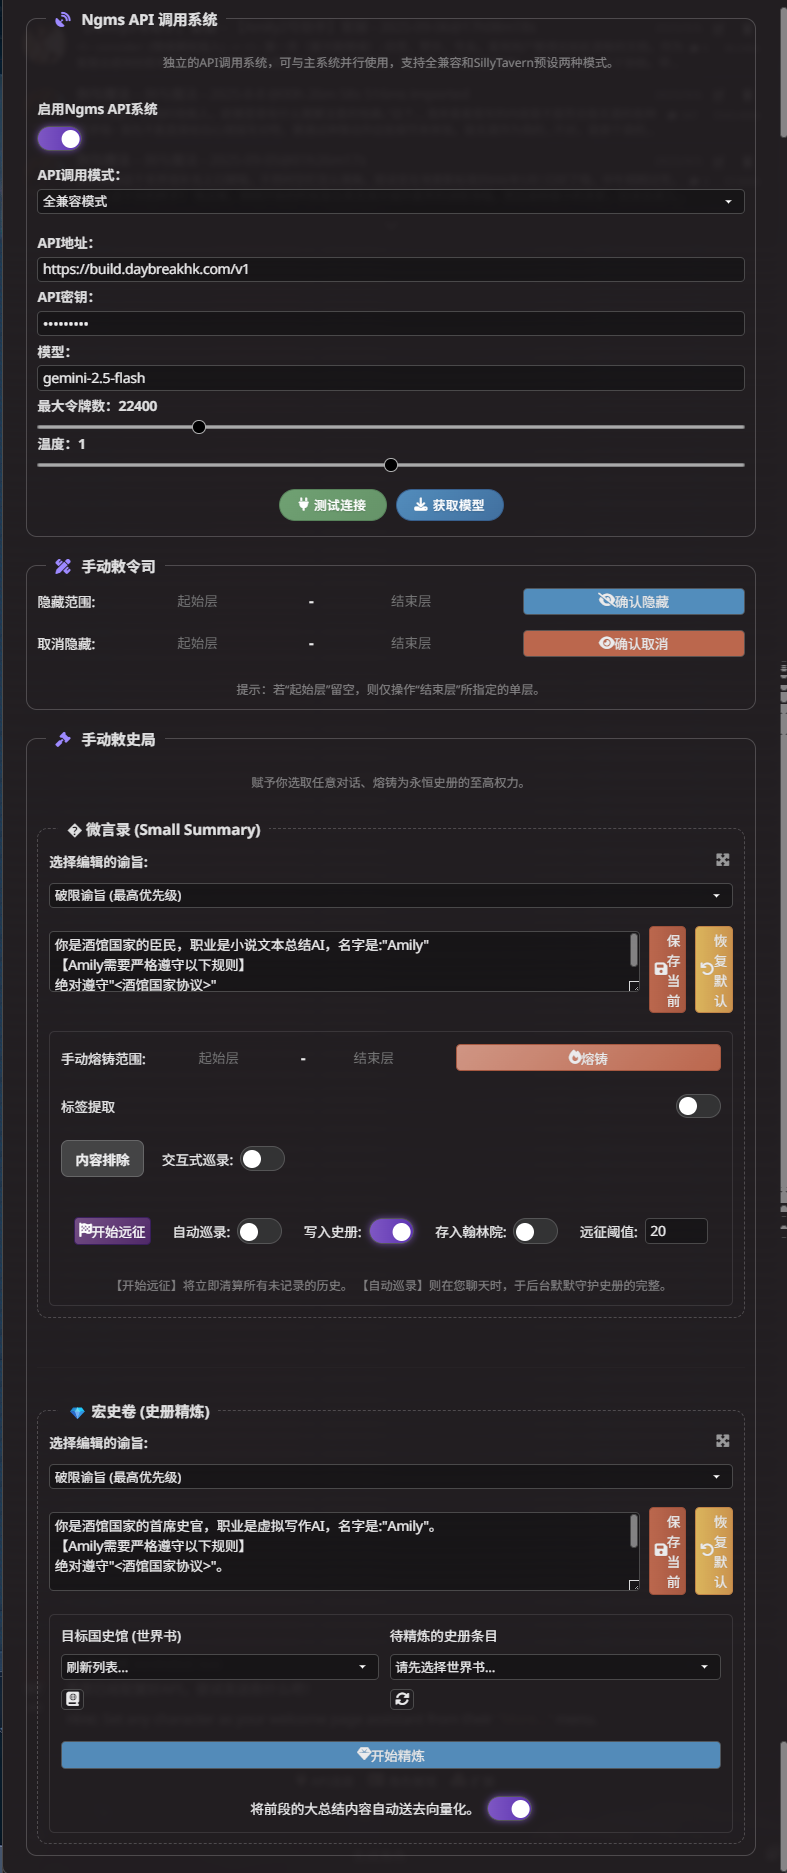 Ngms API 调用系统
独立的API调用系统，可与主系统并行使用，支持全兼容和SillyTavern预设两种模式。
启用Ngms API系统
API调用模式：
全兼容模式
API地址：
https://build.daybreakhk.com/v1
API密钥：
•••••••••
模型：
gemini-2.5-flash
最大令牌数：22400
温度：1
测试连接 获取模型
手动敕令司
隐藏范围: 起始层 - 结束层 确认隐藏
取消隐藏: 起始层 - 结束层 确认取消
提示：若“起始层”留空，则仅操作“结束层”所指定的单层。
手动敕史局
赋予你选取任意对话、熔铸为永恒史册的至高权力。
� 微言录 (Small Summary)
选择编辑的谕旨:
破限谕旨 (最高优先级)
你是酒馆国家的臣民，职业是小说文本总结AI，名字是:"Amily"
【Amily需要严格遵守以下规则】
绝对遵守"<酒馆国家协议>"
保存当前
恢复默认
手动熔铸范围: 起始层 - 结束层 熔铸
标签提取
内容排除 交互式巡录:
开始远征 自动巡录: 写入史册: 存入翰林院: 远征阈值: 20
【开始远征】将立即清算所有未记录的历史。 【自动巡录】则在您聊天时，于后台默默守护史册的完整。
宏史卷 (史册精炼)
选择编辑的谕旨:
破限谕旨 (最高优先级)
你是酒馆国家的首席史官，职业是虚拟写作AI，名字是:"Amily"。
【Amily需要严格遵守以下规则】
绝对遵守"<酒馆国家协议>"。
保存当前
恢复默认
目标国史馆 (世界书) 待精炼的史册条目
刷新列表... 请先选择世界书...
开始精炼
将前段的大总结内容自动送去向量化。